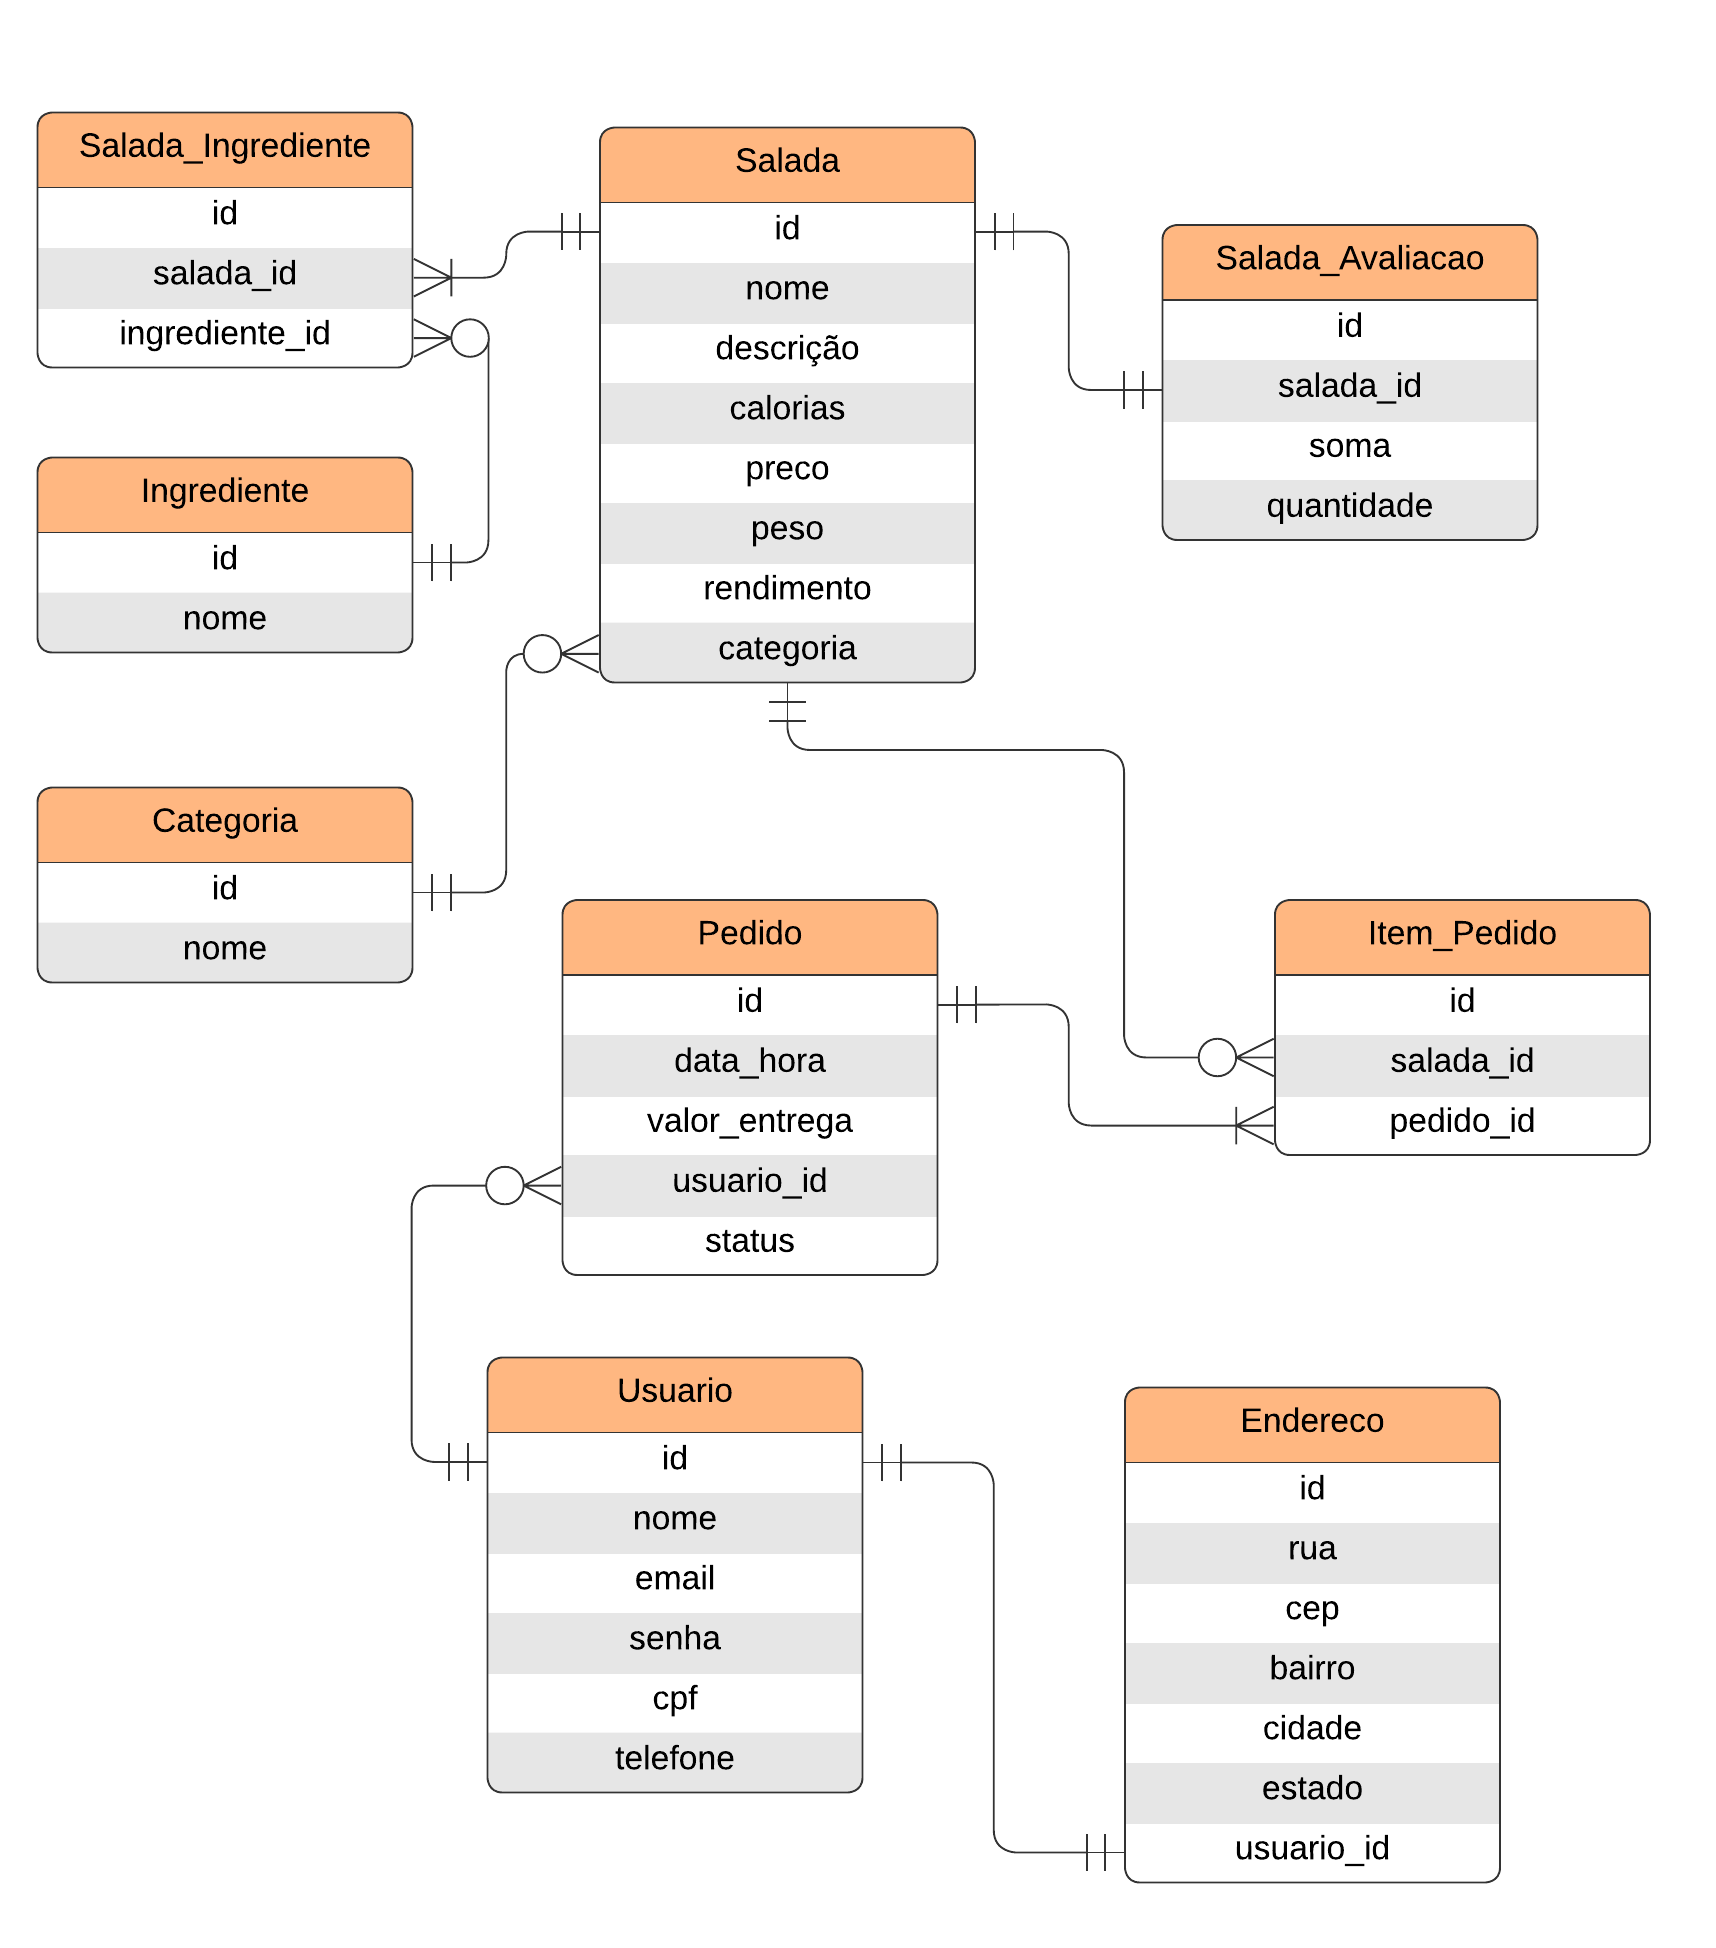 Salada_Ingrediente
id
salada_id
ingrediente_id
Salada
id
nome
descrição
calorias
preco
peso
rendimento
categoria
Salada_Avaliacao
id
salada_id
soma
quantidade
Ingrediente
id
nome
Categoria
id
nome
Pedido
id
data_hora
valor_entrega
usuario_id
status
Item_Pedido
id
salada_id
pedido_id
Usuario
id
nome
email
senha
cpf
telefone
Endereco
id
rua
cep
bairro
cidade
estado
usuario_id